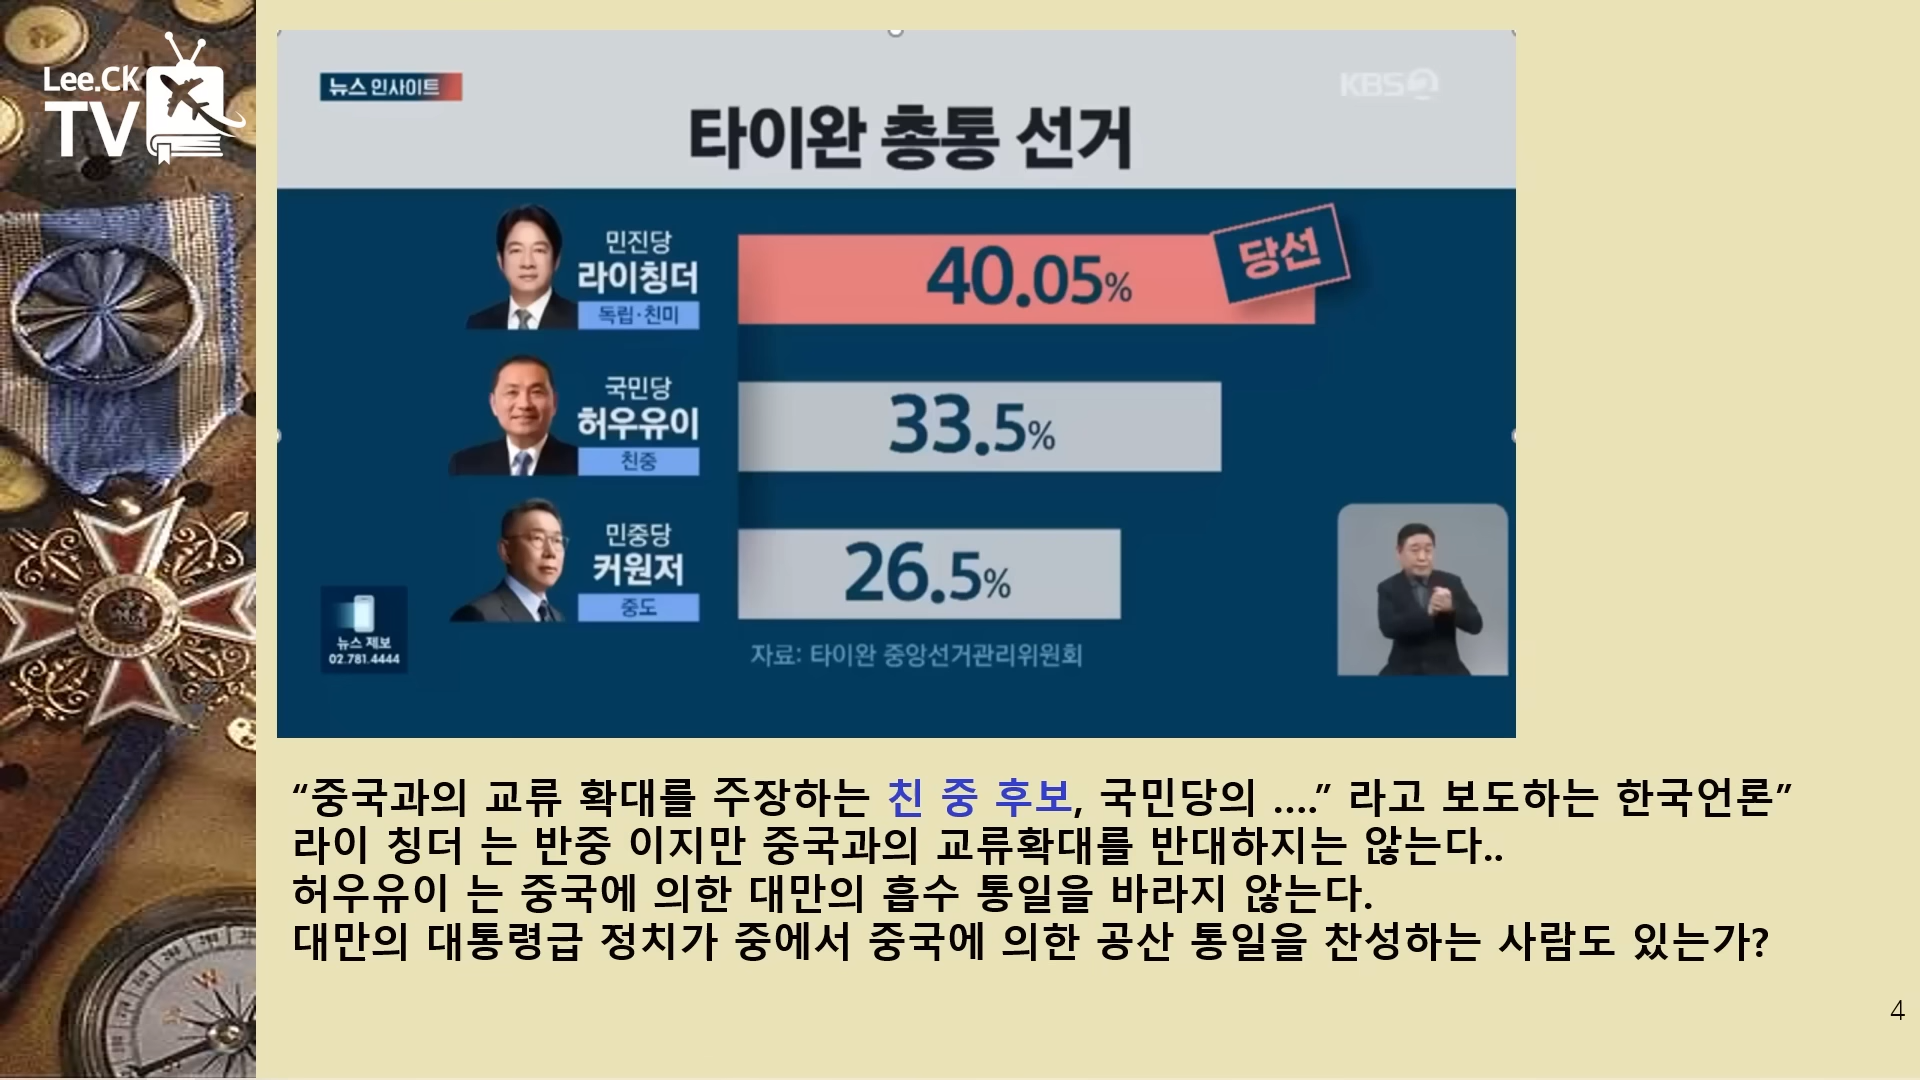 Lee.CK
TV
뉴스 인사이트
KBS 2
타이완 총통 선거
민진당
라이칭더
독립·친미
40.05%
당선
국민당
허우유이
친중
33.5%
민중당
커원저
중도
26.5%
뉴스 제보
02.781.4444
자료: 타이완 중앙선거관리위원회
“중국과의 교류 확대를 주장하는 친 중 후보, 국민당의 ....” 라고 보도하는 한국언론”
라이 칭더 는 반중 이지만 중국과의 교류확대를 반대하지는 않는다..
허우유이 는 중국에 의한 대만의 흡수 통일을 바라지 않는다.
대만의 대통령급 정치가 중에서 중국에 의한 공산 통일을 찬성하는 사람도 있는가?
4